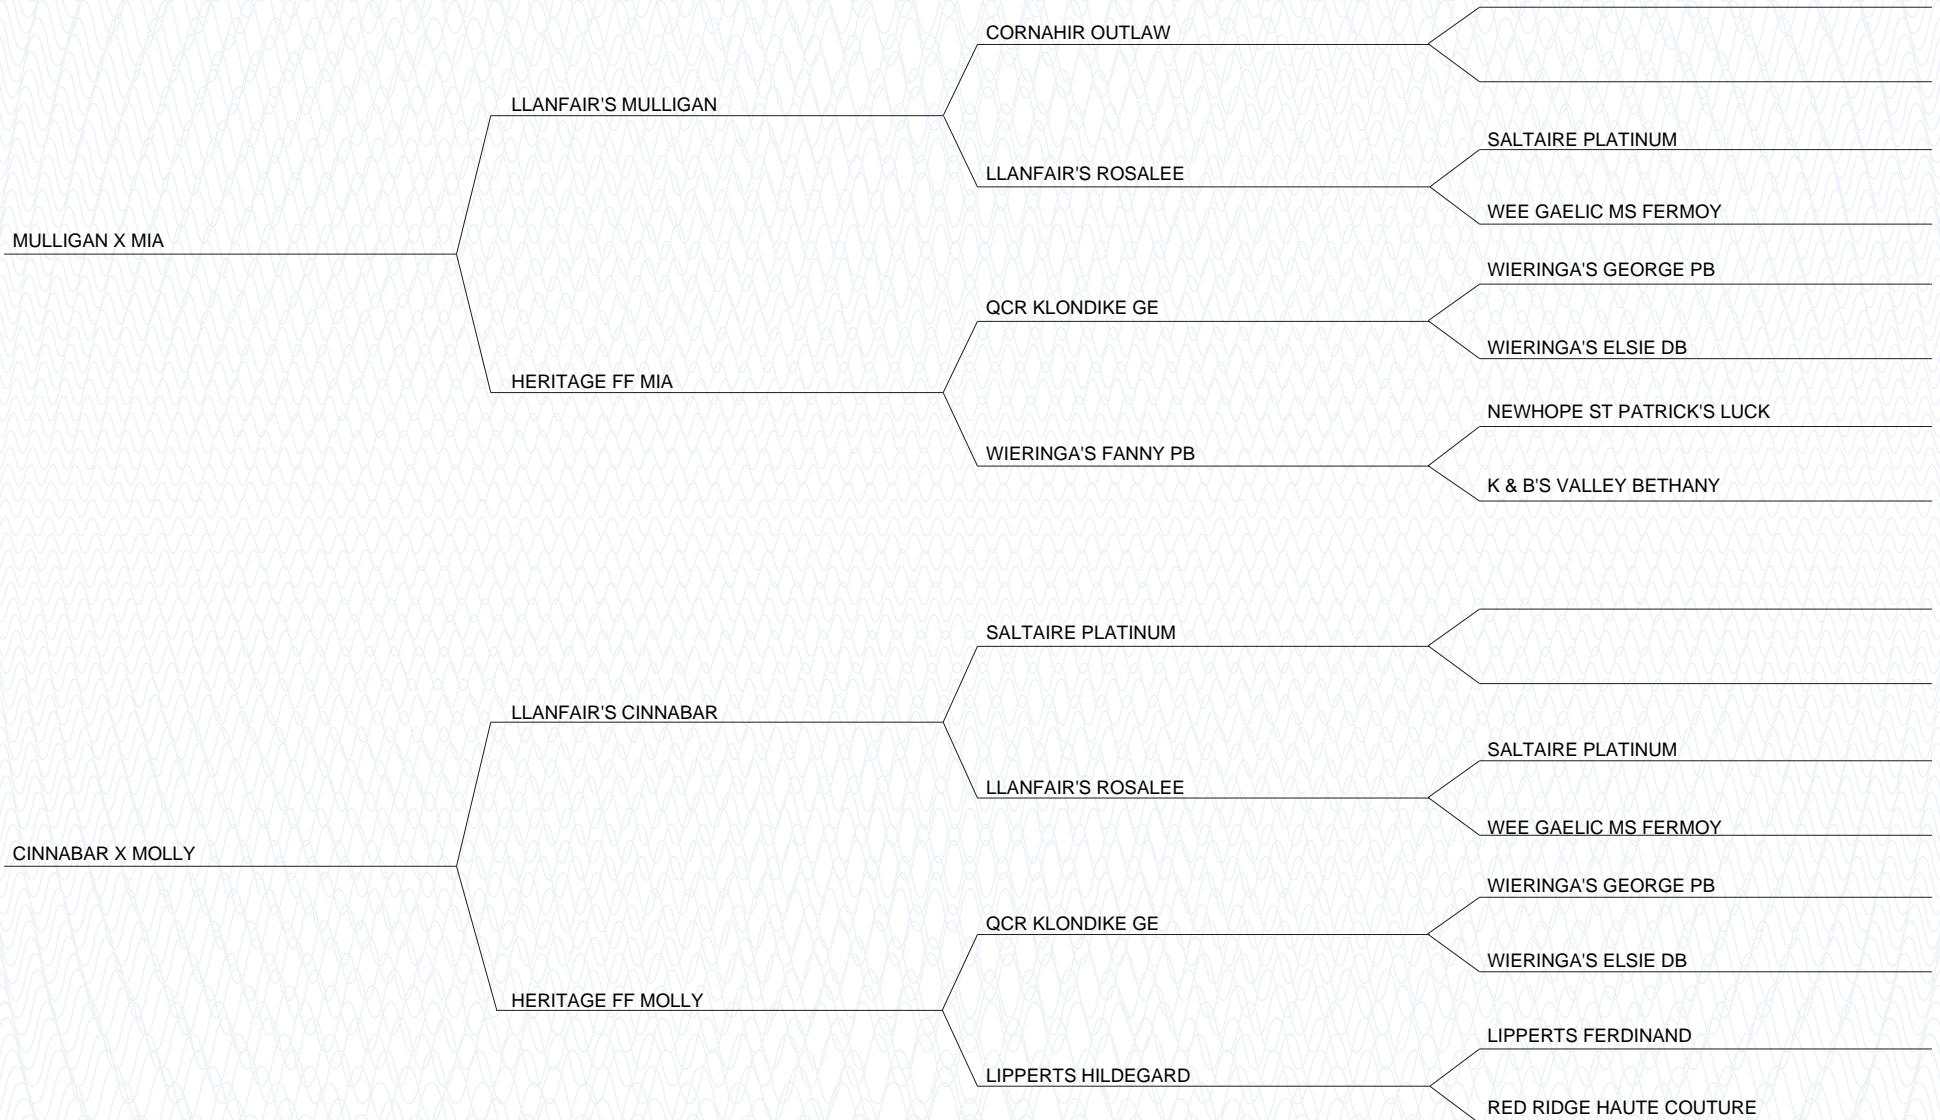 CORNAHIR OUTLAW
LLANFAIR'S MULLIGAN
SALTAIRE PLATINUM
LLANFAIR'S ROSALEE
WEE GAELIC MS FERMOY
MULLIGAN X MIA
WIERINGA'S GEORGE PB
QCR KLONDIKE GE
WIERINGA'S ELSIE DB
HERITAGE FF MIA
NEWHOPE ST PATRICK'S LUCK
WIERINGA'S FANNY PB
K & B'S VALLEY BETHANY
SALTAIRE PLATINUM
LLANFAIR'S CINNABAR
SALTAIRE PLATINUM
LLANFAIR'S ROSALEE
WEE GAELIC MS FERMOY
CINNABAR X MOLLY
WIERINGA'S GEORGE PB
QCR KLONDIKE GE
WIERINGA'S ELSIE DB
HERITAGE FF MOLLY
LIPPERTS FERDINAND
LIPPERTS HILDEGARD
RED RIDGE HAUTE COUTURE